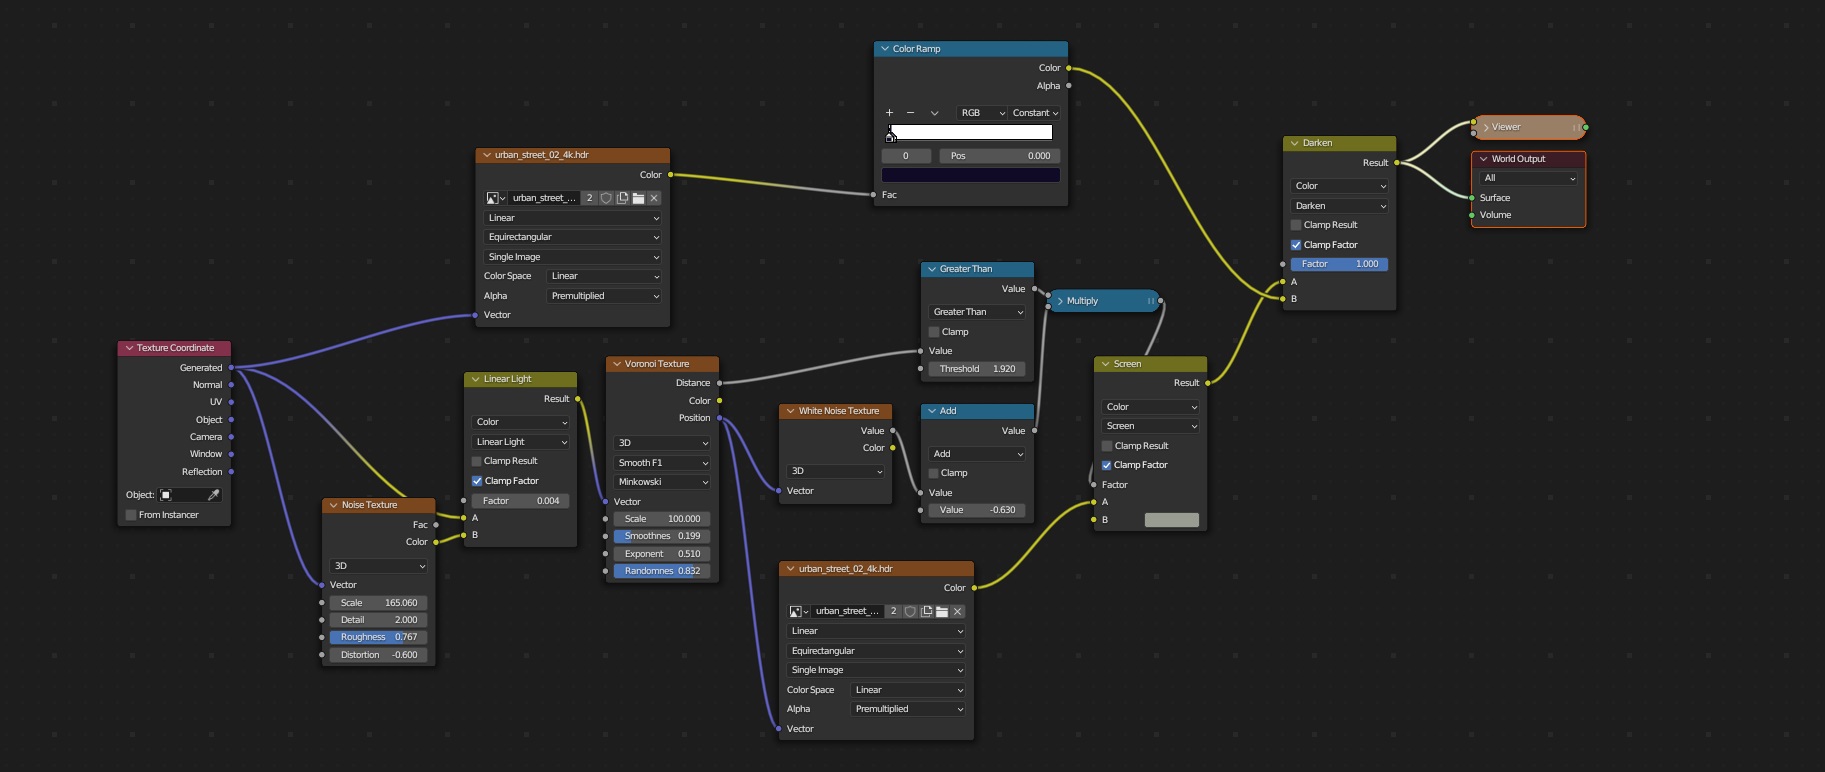 Color Ramp
Color
Alpha
RGB
Constant
0
Pos 0.000
Fac
urban_street_02_4k.hdr
Color
urban_street_...
2
Linear
Equirectangular
Single Image
Color Space Linear
Alpha Premultiplied
Vector
Darken
Result
Color
Darken
Clamp Result
Clamp Factor
Factor 1.000
A
B
Viewer
World Output
All
Surface
Volume
Greater Than
Value
Greater Than
Clamp
Value
Threshold 1.920
Multiply
Texture Coordinate
Generated
Normal
UV
Object
Camera
Window
Reflection
Object:
From Instancer
Linear Light
Result
Color
Linear Light
Clamp Result
Clamp Factor
Factor 0.004
A
B
Voronoi Texture
Distance
Color
Position
3D
Smooth F1
Minkowski
Vector
Scale 100.000
Smoothnes 0.199
Exponent 0.510
Randomnes 0.832
Screen
Result
Color
Screen
Clamp Result
Clamp Factor
Factor
A
B
White Noise Texture
Value
Color
3D
Vector
Add
Value
Add
Clamp
Value
Value -0.630
Noise Texture
Fac
Color
3D
Vector
Scale 165.060
Detail 2.000
Roughness 0.767
Distortion -0.600
urban_street_02_4k.hdr
Color
urban_street_...
2
Linear
Equirectangular
Single Image
Color Space Linear
Alpha Premultiplied
Vector